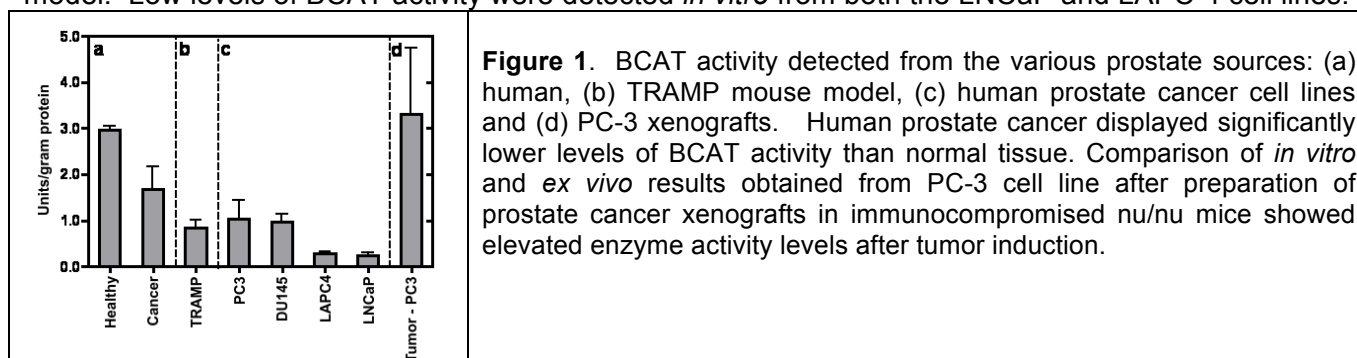 model. Low levels of BCAT activity were detected in vitro from both the LNCaP and LAPC-4 cell lines.
5.0
4.0
3.0
2.0
1.0
0.0
Units/gram protein
a
b
c
d
Healthy
Cancer
TRAMP
PC3
DU145
LAPC4
LNCaP
Tumor - PC3
Figure 1. BCAT activity detected from the various prostate sources: (a)
human, (b) TRAMP mouse model, (c) human prostate cancer cell lines
and (d) PC-3 xenografts. Human prostate cancer displayed significantly
lower levels of BCAT activity than normal tissue. Comparison of in vitro
and ex vivo results obtained from PC-3 cell line after preparation of
prostate cancer xenografts in immunocompromised nu/nu mice showed
elevated enzyme activity levels after tumor induction.